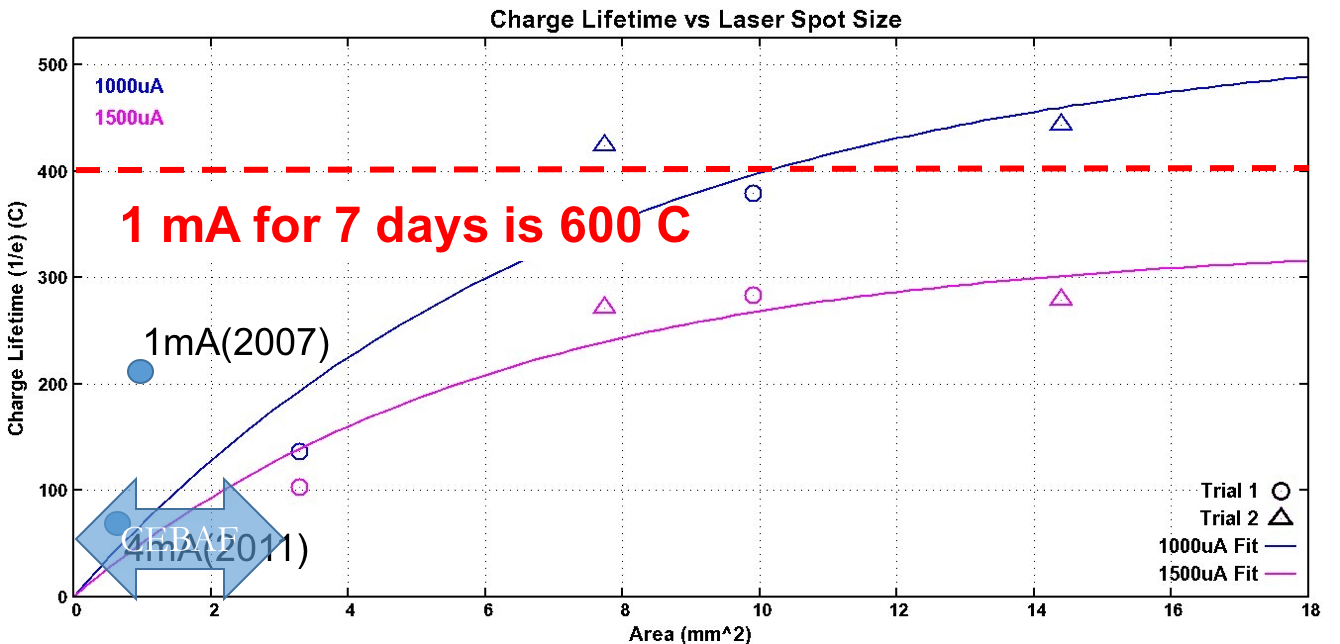 Charge Lifetime vs Laser Spot Size
Charge Lifetime (1/e) (C)
500
400
300
200
100
0
1000uA
1500uA
1 mA for 7 days is 600 C
1mA(2007)
CEBAF
4mA(2011)
Trial 1
Trial 2
1000uA Fit
1500uA Fit
0 2 4 6 8 10 12 14 16 18
Area (mm^2)